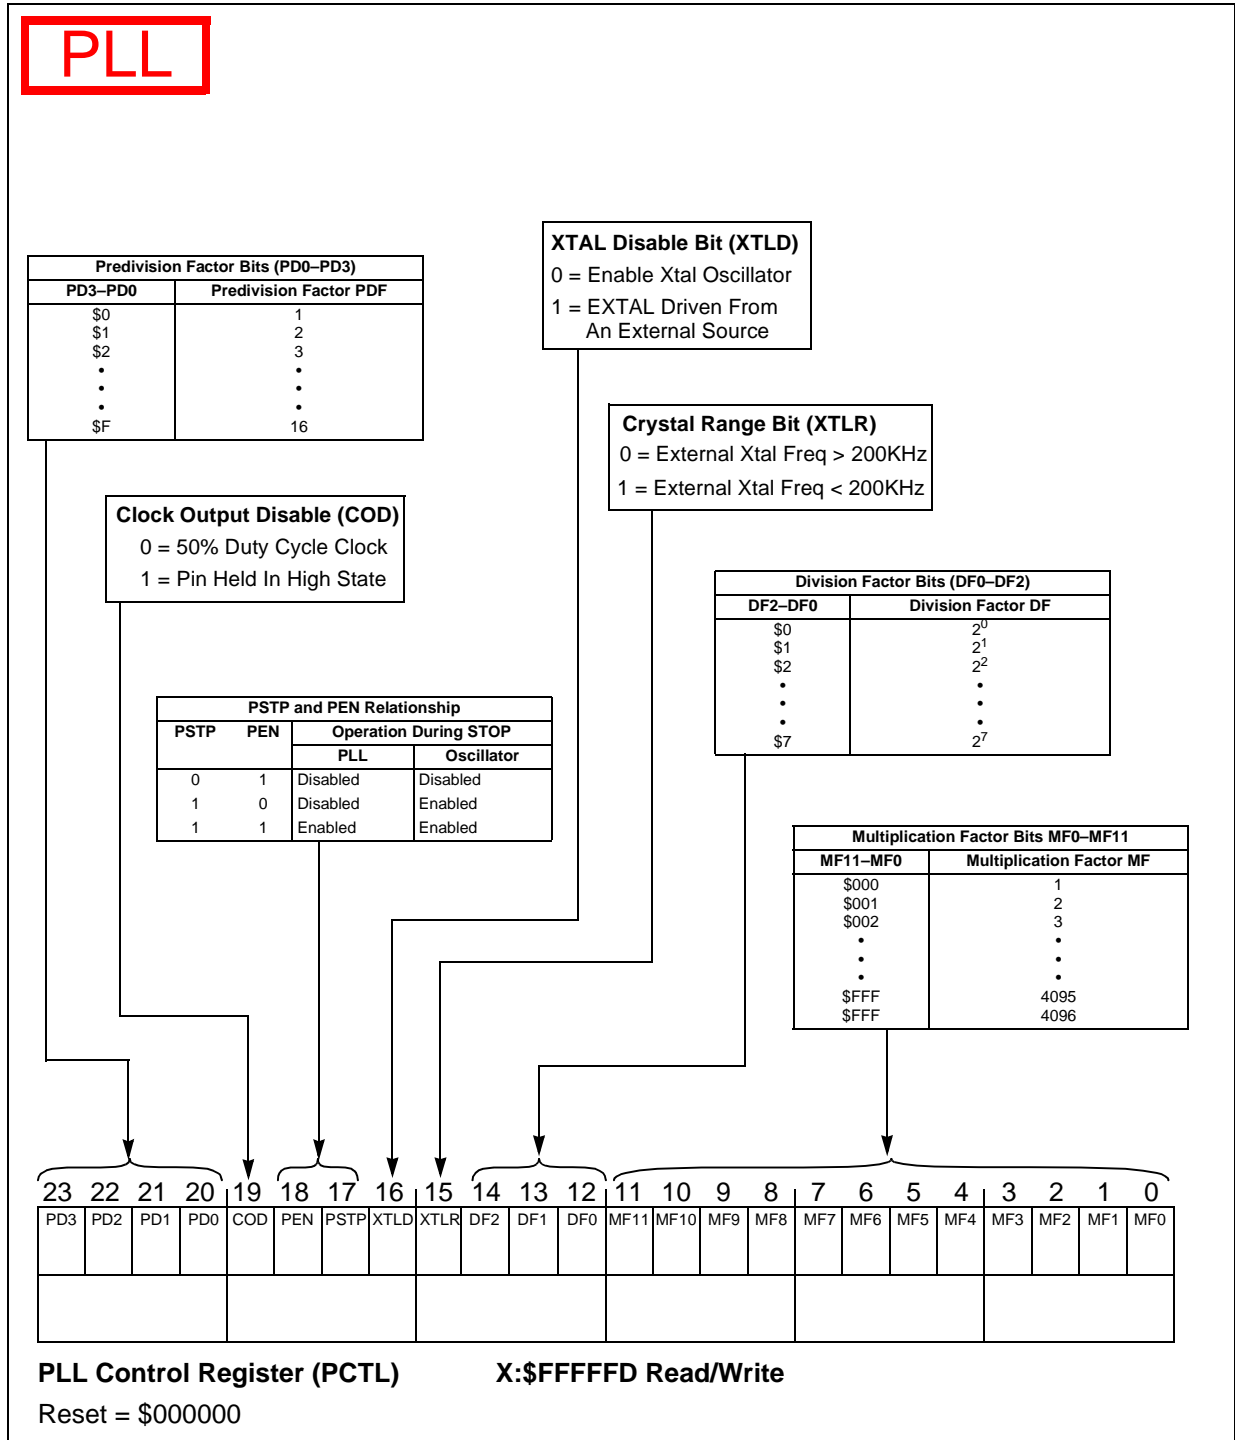 PLL
XTAL Disable Bit (XTLD)
0 = Enable Xtal Oscillator
1 = EXTAL Driven From
An External Source
Predivision Factor Bits (PD0–PD3)
PD3–PD0 Predivision Factor PDF
$0 1
$1 2
$2 3
• •
• •
• •
$F 16
Crystal Range Bit (XTLR)
0 = External Xtal Freq > 200KHz
1 = External Xtal Freq < 200KHz
Clock Output Disable (COD)
0 = 50% Duty Cycle Clock
1 = Pin Held In High State
Division Factor Bits (DF0–DF2)
DF2–DF0 Division Factor DF
$0 2^0
$1 2^1
$2 2^2
• •
• •
• •
$7 2^7
PSTP and PEN Relationship
PSTP PEN Operation During STOP
PLL Oscillator
0 1 Disabled Disabled
1 0 Disabled Enabled
1 1 Enabled Enabled
Multiplication Factor Bits MF0–MF11
MF11–MF0 Multiplication Factor MF
$000 1
$001 2
$002 3
• •
• •
• •
$FFF 4095
$FFF 4096
23 22 21 20 19 18 17 16 15 14 13 12 11 10 9 8 7 6 5 4 3 2 1 0
PD3 PD2 PD1 PD0 COD PEN PSTP XTLD XTLR DF2 DF1 DF0 MF11 MF10 MF9 MF8 MF7 MF6 MF5 MF4 MF3 MF2 MF1 MF0
PLL Control Register (PCTL) X:$FFFFFD Read/Write
Reset = $000000